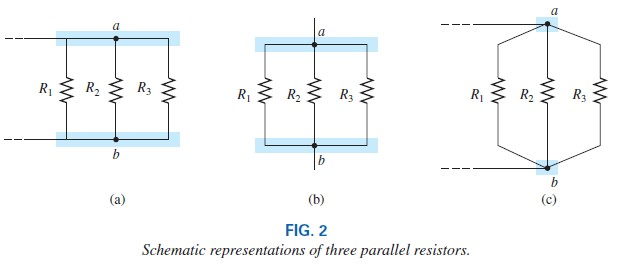 a
R1 R2 R3
b
(a)
a
R1 R2 R3
b
(b)
a
R1 R2 R3
b
(c)
FIG. 2
Schematic representations of three parallel resistors.